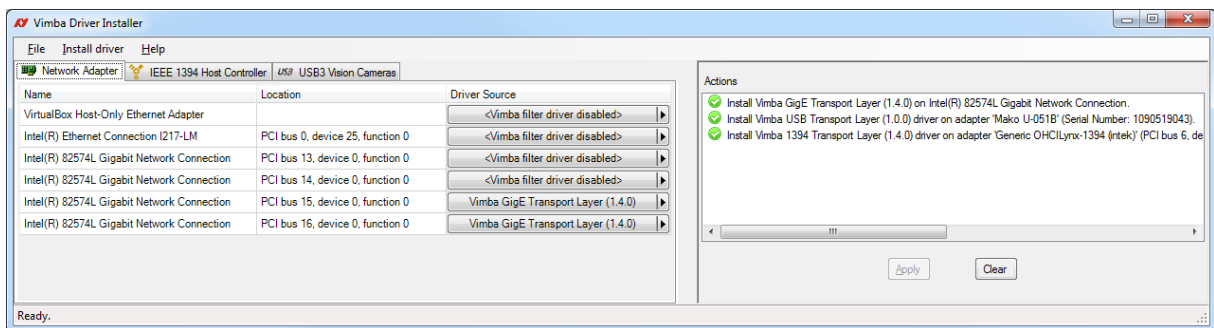 Vimba Driver Installer
File Install driver Help
Network Adapter IEEE 1394 Host Controller USB3 Vision Cameras
Name Location Driver Source
VirtualBox Host-Only Ethernet Adapter <Vimba filter driver disabled>
Intel(R) Ethernet Connection I217-LM PCI bus 0, device 25, function 0 <Vimba filter driver disabled>
Intel(R) 82574L Gigabit Network Connection PCI bus 13, device 0, function 0 <Vimba filter driver disabled>
Intel(R) 82574L Gigabit Network Connection PCI bus 14, device 0, function 0 <Vimba filter driver disabled>
Intel(R) 82574L Gigabit Network Connection PCI bus 15, device 0, function 0 Vimba GigE Transport Layer (1.4.0)
Intel(R) 82574L Gigabit Network Connection PCI bus 16, device 0, function 0 Vimba GigE Transport Layer (1.4.0)
Actions
Install Vimba GigE Transport Layer (1.4.0) on Intel(R) 82574L Gigabit Network Connection.
Install Vimba USB Transport Layer (1.0.0) driver on adapter 'Mako U-051B' (Serial Number: 1090519043).
Install Vimba 1394 Transport Layer (1.4.0) driver on adapter 'Generic OHCILynx-1394 (intek)' (PCI bus 6, de
Apply Clear
Ready.